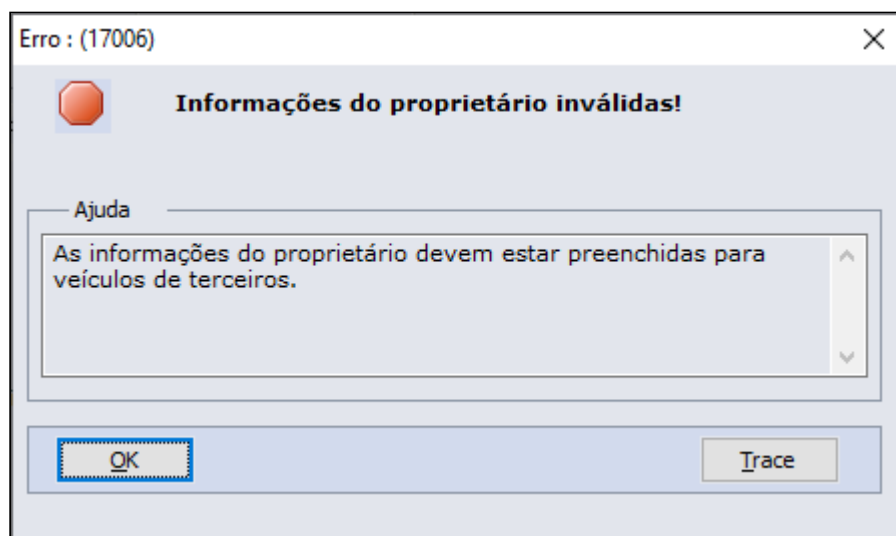 Erro : (17006)
Informações do proprietário inválidas!
Ajuda
As informações do proprietário devem estar preenchidas para
veículos de terceiros.
OK
Trace